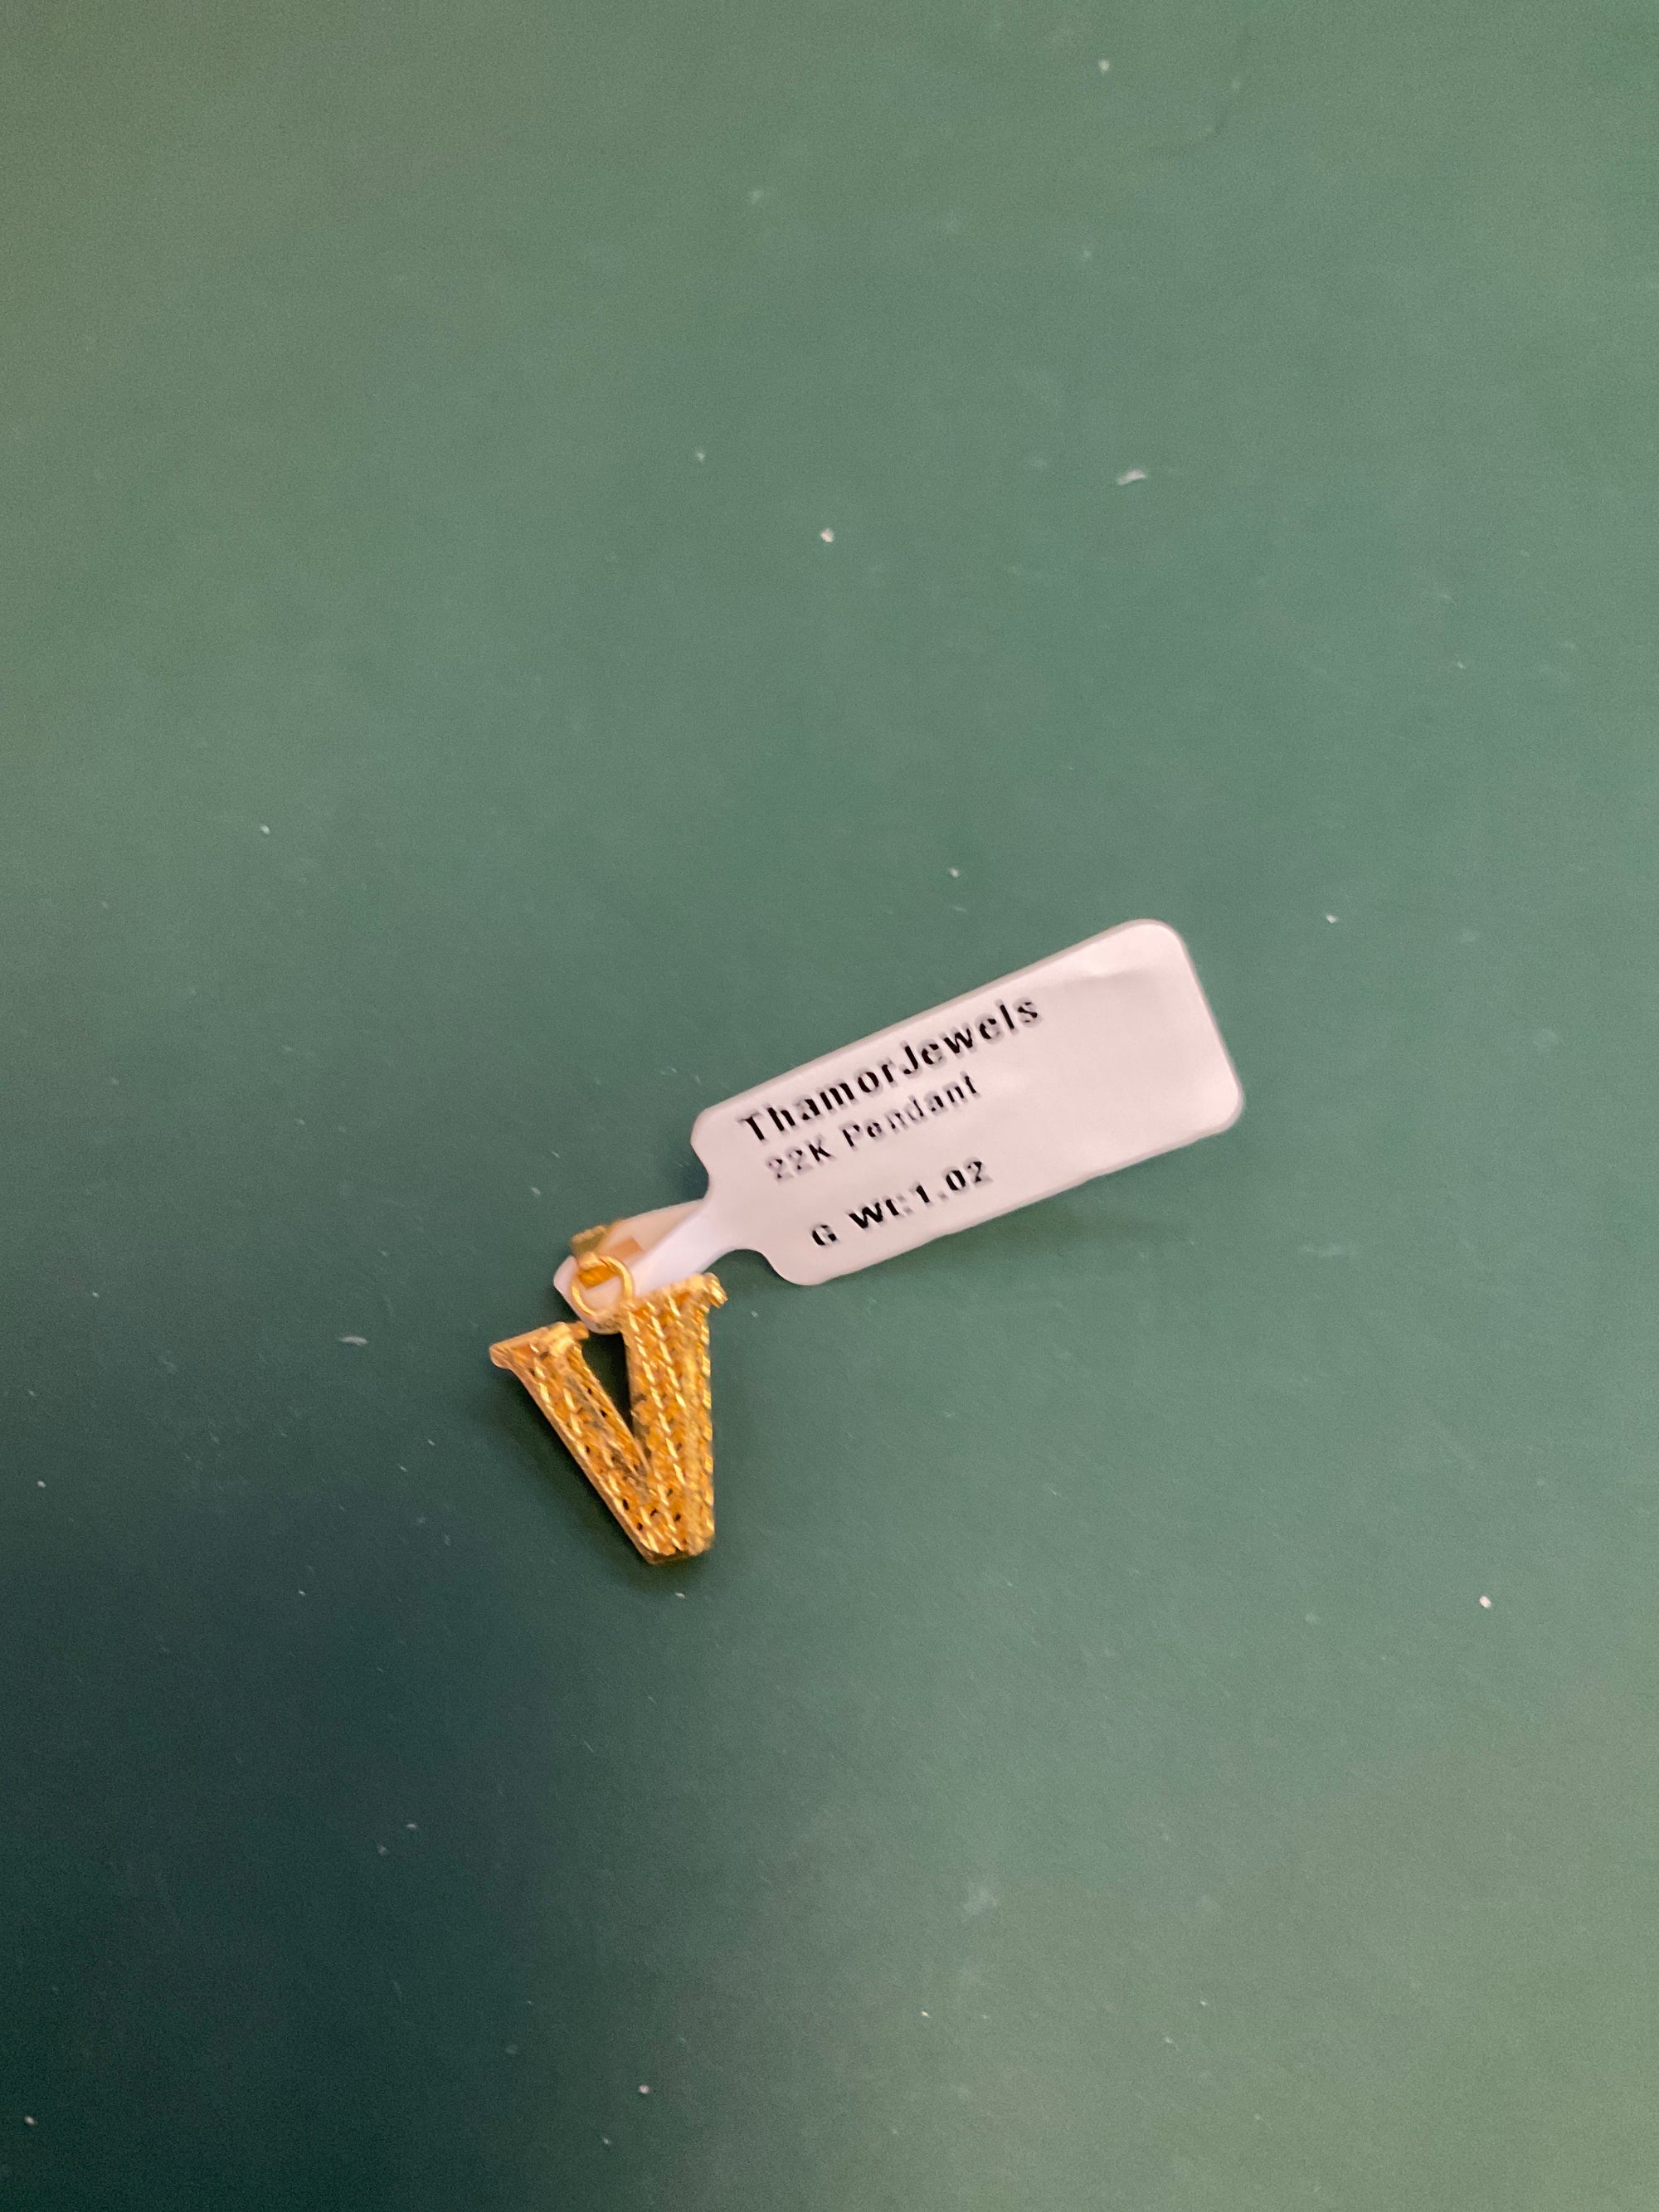 ThamorJewels
22K Pendant
G Wt:1.02
V